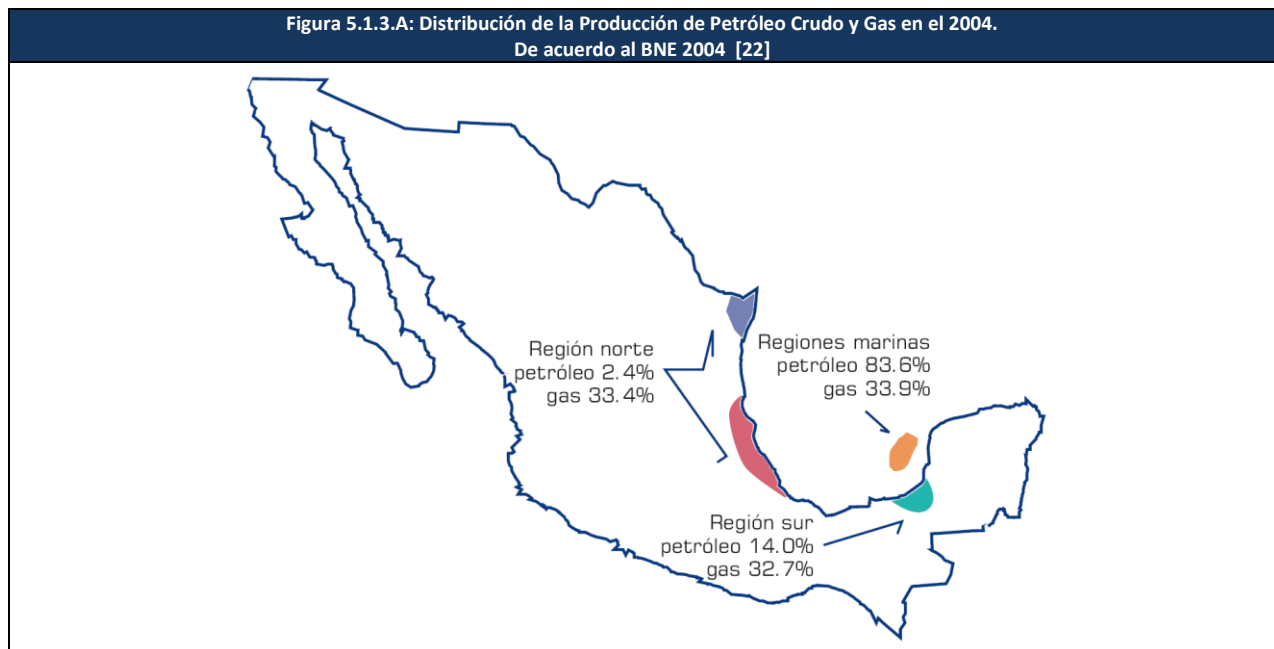 Figura 5.1.3.A: Distribución de la Producción de Petróleo Crudo y Gas en el 2004.
De acuerdo al BNE 2004 [22]
Región norte
petróleo 2.4%
gas 33.4%
Regiones marinas
petróleo 83.6%
gas 33.9%
Región sur
petróleo 14.0%
gas 32.7%